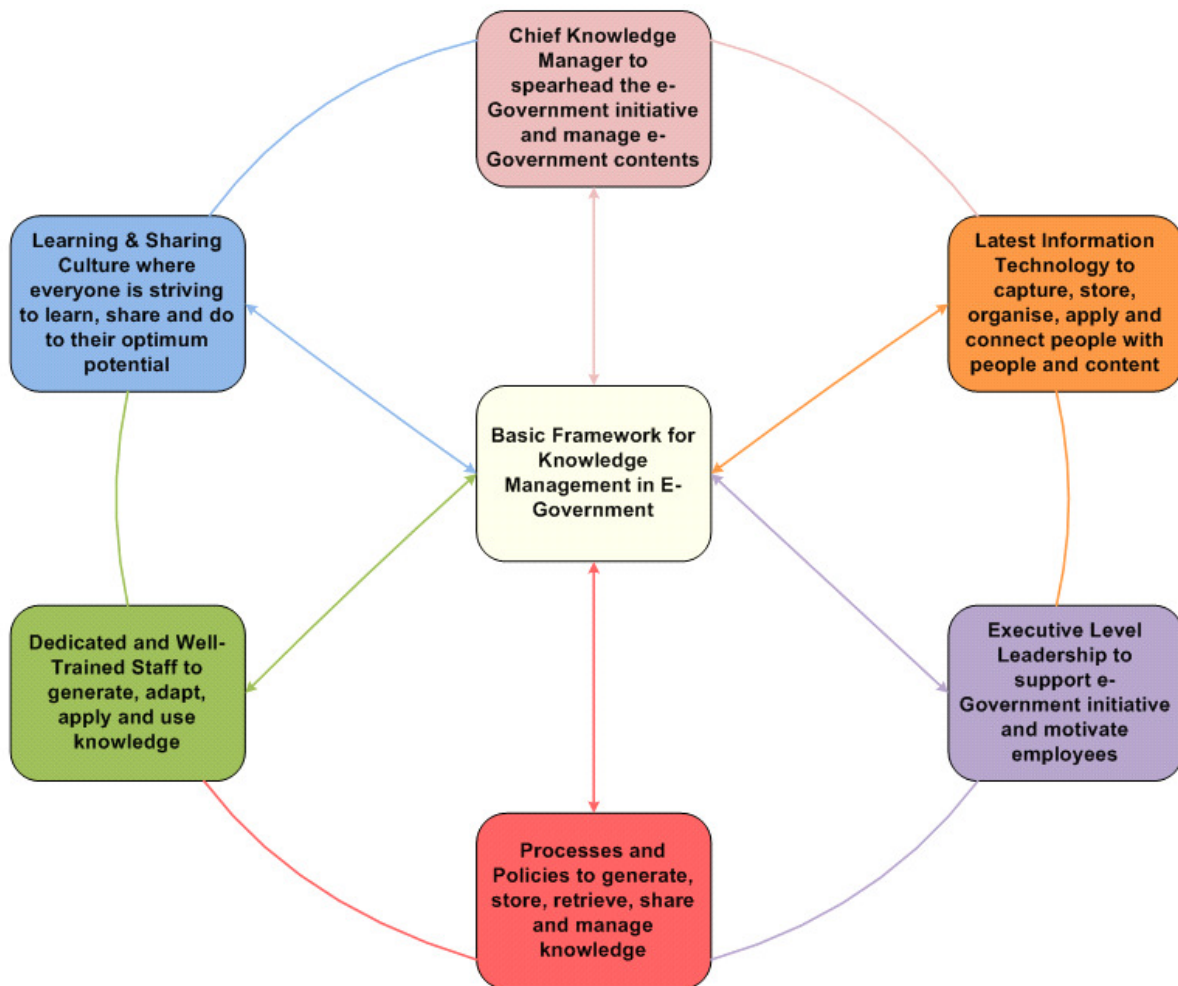 Chief Knowledge
Manager to
spearhead the e-
Government initiative
and manage e-
Government contents
Learning & Sharing
Culture where
everyone is striving
to learn, share and do
to their optimum
potential
Latest Information
Technology to
capture, store,
organise, apply and
connect people with
people and content
Basic Framework for
Knowledge
Management in E-
Government
Dedicated and Well-
Trained Staff to
generate, adapt,
apply and use
knowledge
Executive Level
Leadership to
support e-
Government initiative
and motivate
employees
Processes and
Policies to generate,
store, retrieve, share
and manage
knowledge